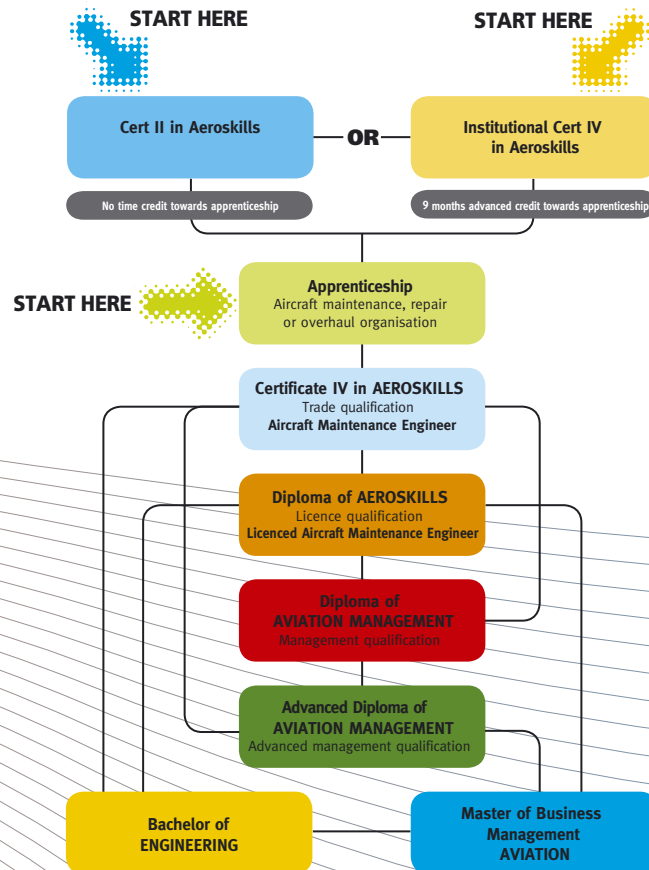 START HERE
START HERE
Cert II in Aeroskills
OR
Institutional Cert IV
in Aeroskills
No time credit towards apprenticeship
9 months advanced credit towards apprenticeship
START HERE
Apprenticeship
Aircraft maintenance, repair
or overhaul organisation
Certificate IV in AEROSKILLS
Trade qualification
Aircraft Maintenance Engineer
Diploma of AEROSKILLS
Licence qualification
Licenced Aircraft Maintenance Engineer
Diploma of
AVIATION MANAGEMENT
Management qualification
Advanced Diploma of
AVIATION MANAGEMENT
Advanced management qualification
Bachelor of
ENGINEERING
Master of Business
Management
AVIATION